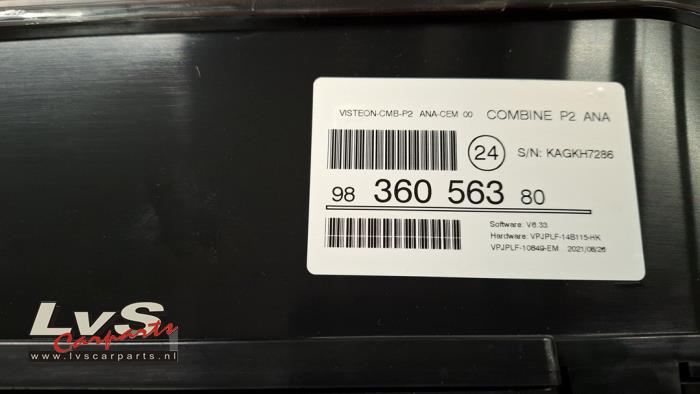 VISTEON-CMB-P2 ANA-CEM 00 COMBINE P2 ANA
24 S/N: KAGKH7286
98 360 563 80
Software: V6.33
Hardware: VPJPLF-14B115-HK
VPJPLF-10849-EM 2021/08/26
LvS
Carparts
www.lvscarparts.nl